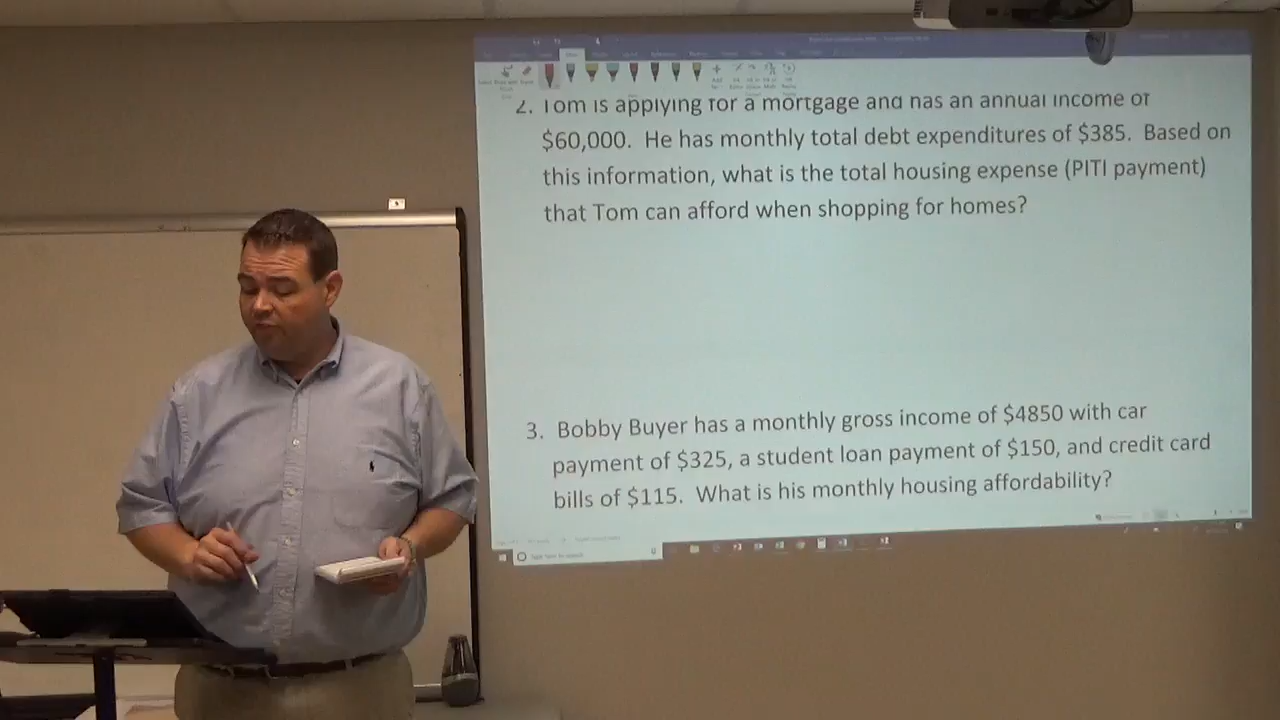 2. Tom is applying for a mortgage and has an annual income of
$60,000. He has monthly total debt expenditures of $385. Based on
this information, what is the total housing expense (PITI payment)
that Tom can afford when shopping for homes?
3. Bobby Buyer has a monthly gross income of $4850 with car
payment of $325, a student loan payment of $150, and credit card
bills of $115. What is his monthly housing affordability?